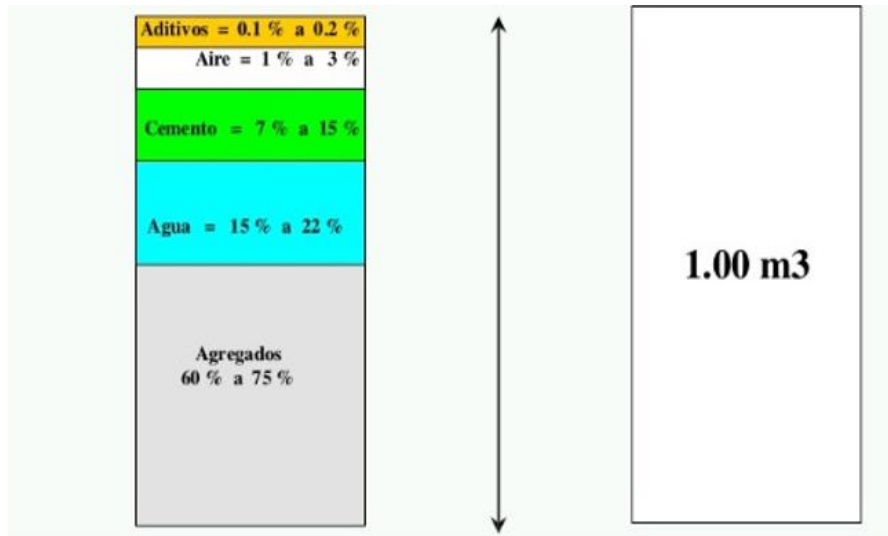 Aditivos = 0.1 % a 0.2 %
Aire = 1 % a 3 %
Cemento = 7 % a 15 %
Agua = 15 % a 22 %
Agregados
60 % a 75 %
1.00 m3